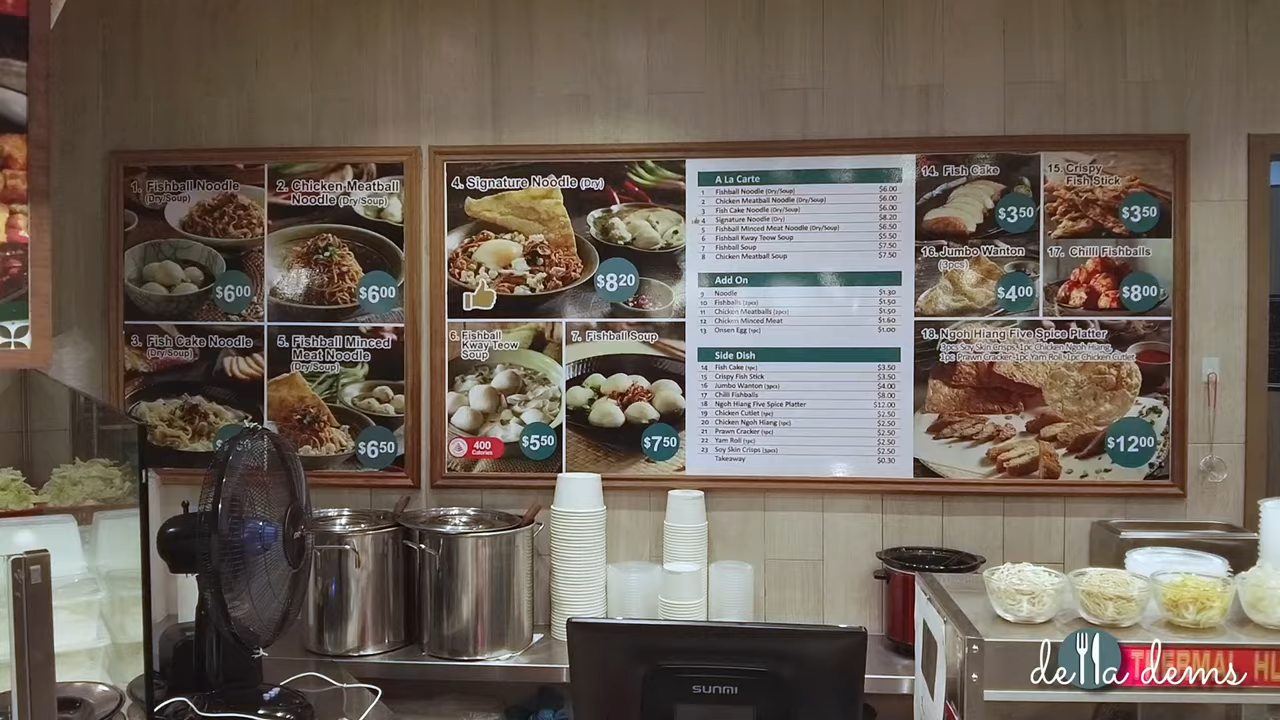 1. Fishball Noodle
(Dry/Soup)
$6.00
2. Chicken Meatball
Noodle (Dry/Soup)
$6.00
3. Fish Cake Noodle
(Dry/Soup)
5. Fishball Minced
Meat Noodle
(Dry/Soup)
$6.50
4. Signature Noodle (Dry)
$8.20
6. Fishball
Kway Teow
Soup
400
Calories
$5.50
7. Fishball Soup
$7.50
A La Carte
1 Fishball Noodle (Dry/Soup) $6.00
2 Chicken Meatball Noodle (Dry/Soup) $6.00
3 Fish Cake Noodle (Dry/Soup) $6.00
4 Signature Noodle (Dry) $8.20
5 Fishball Minced Meat Noodle (Dry/Soup) $6.50
6 Fishball Kway Teow Soup $5.50
7 Fishball Soup $7.50
8 Chicken Meatball Soup $7.50
Add On
9 Noodle $1.30
10 Fishballs (2pcs) $1.50
11 Chicken Meatballs (2pcs) $1.50
12 Chicken Minced Meat $1.60
13 Onsen Egg (1pc) $1.00
Side Dish
14 Fish Cake (1pc) $3.50
15 Crispy Fish Stick $3.50
16 Jumbo Wanton (3pcs) $4.00
17 Chilli Fishballs $8.00
18 Ngoh Hiang Five Spice Platter $12.00
19 Chicken Cutlet (1pc) $2.50
20 Chicken Ngoh Hiang (1pc) $2.50
21 Prawn Cracker (1pc) $2.50
22 Yam Roll (1pc) $2.50
23 Soy Skin Crisps (1pc) $2.50
Takeaway $0.30
14. Fish Cake
$3.50
15. Crispy
Fish Stick
$3.50
16. Jumbo Wanton
(3pcs)
$4.00
17. Chilli Fishballs
$8.00
18. Ngoh Hiang Five Spice Platter
3pc Soy Skin Crisps, 1pc Chicken Ngoh Hiang,
1pc Prawn Cracker, 1pc Yam Roll, 1pc Chicken Cutlet
$12.00
SUNMI
THERMAL
della dems